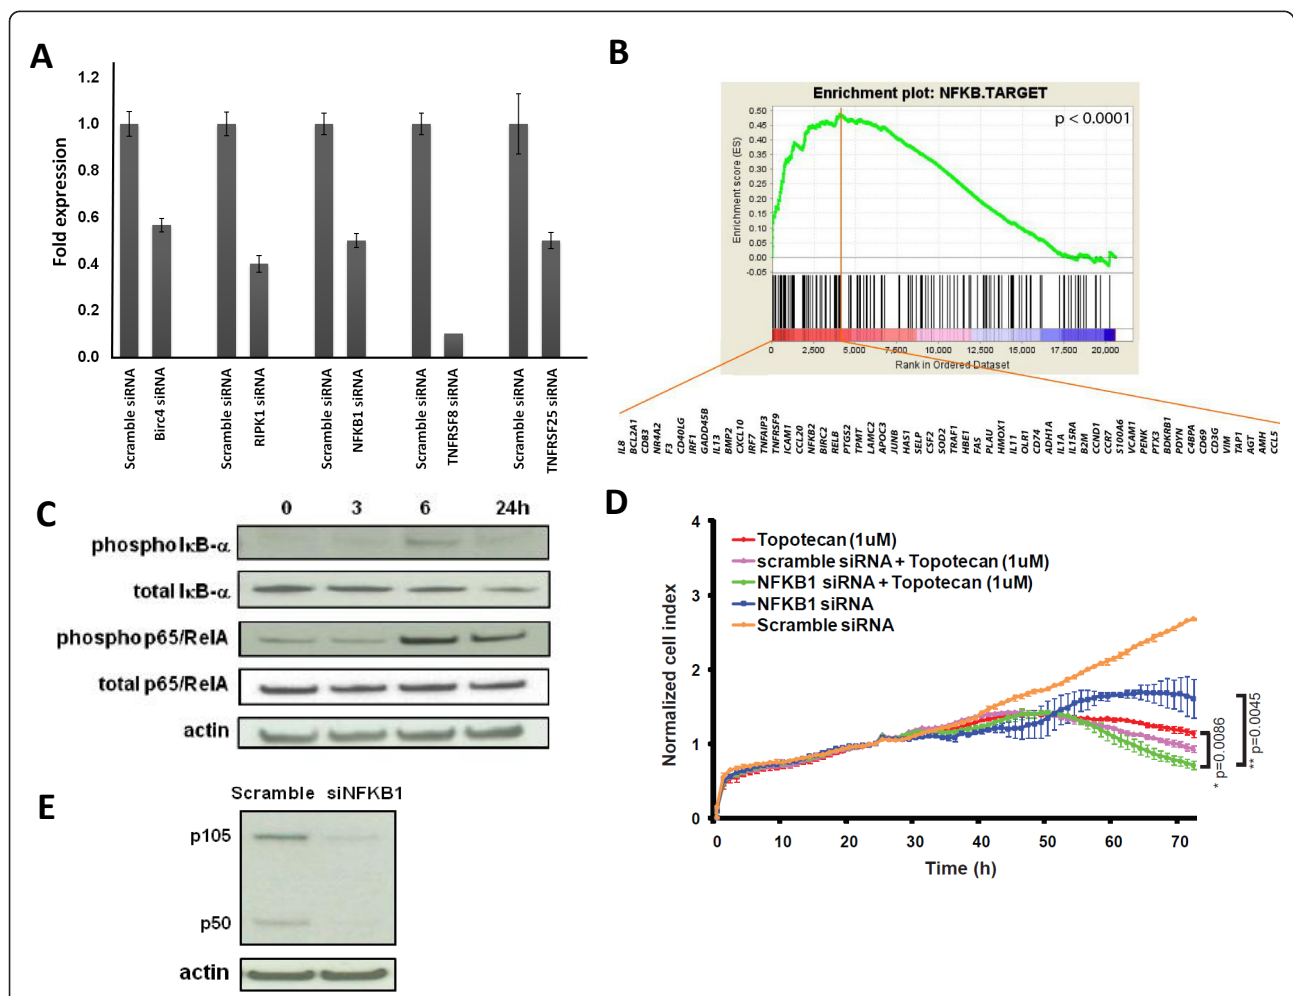 A
1.2
1.0
0.8
0.6
0.4
0.2
0.0
Fold expression
Scramble siRNA
Birc4 siRNA
Scramble siRNA
RIPK1 siRNA
Scramble siRNA
NFKB1 siRNA
Scramble siRNA
TNFRSF8 siRNA
Scramble siRNA
TNFRSF25 siRNA
B
Enrichment plot: NFKB.TARGET
p < 0.0001
Enrichment score (ES)
0.50
0.45
0.40
0.35
0.30
0.25
0.20
0.15
0.10
0.05
0.00
-0.05
0 2,500 5,000 7,500 10,000 12,500 15,000 17,500 20,000
Rank in Ordered Dataset
IL8
BCL2A1
CD83
NR4A2
F3
CD40LG
IRF1
GADD45B
IL13
BMP2
CXCL10
IRF7
TNFAIP3
TNFRSF9
ICAM1
CCL20
NFKB2
BIRC2
RELB
PTGS2
TPMT
LAMC2
APOC3
JUNB
HAS1
SELP
CSF2
SOD2
TRAF1
HBE1
FAS
PLAU
HMOX1
IL11
OLR1
CD74
ADH1A
IL1A
IL15RA
B2M
CCND1
CCR7
S100A6
VCAM1
PENK
PTX3
BDKRB1
PDYN
C4BPA
CD69
CD3G
VIM
TAP1
AGT
AMH
CCL5
C
0 3 6 24h
phospho IκB-α
total IκB-α
phospho p65/RelA
total p65/RelA
actin
D
Normalized cell index
4
3
2
1
0
Topotecan (1uM)
scramble siRNA + Topotecan (1uM)
NFKB1 siRNA + Topotecan (1uM)
NFKB1 siRNA
Scramble siRNA
* p=0.0086
** p=0.0045
0 10 20 30 40 50 60 70
Time (h)
E
Scramble siNFKB1
p105
p50
actin